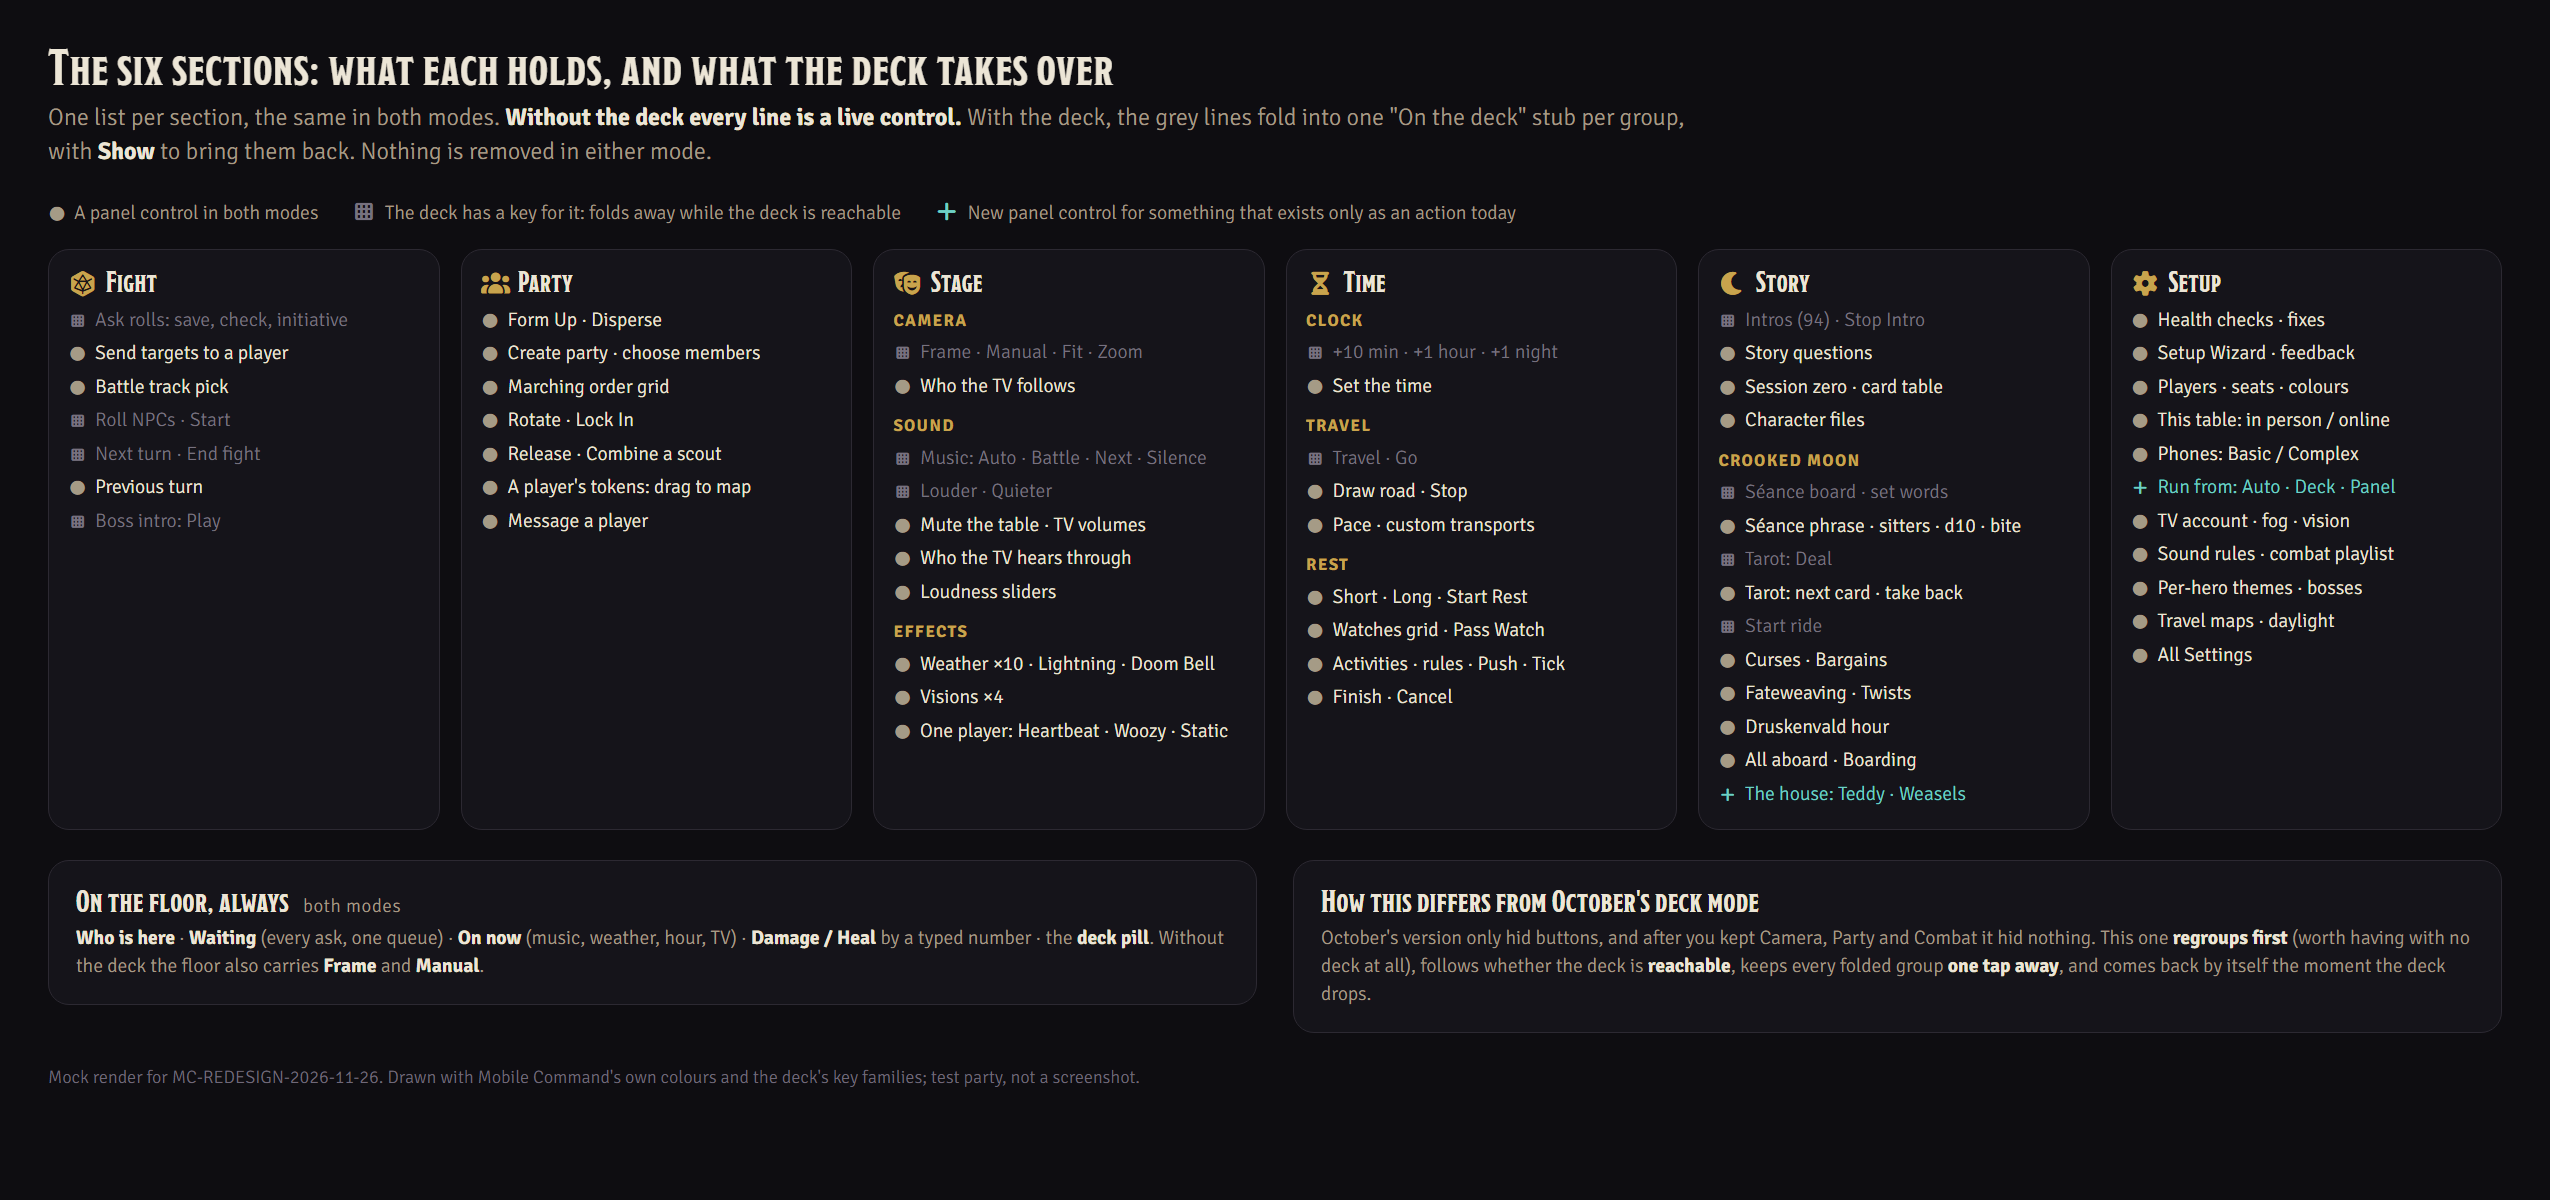 The six sections: what each holds, and what the deck takes over
One list per section, the same in both modes. Without the deck every line is a live control. With the deck, the grey lines fold into one "On the deck" stub per group,
with Show to bring them back. Nothing is removed in either mode.
A panel control in both modes
The deck has a key for it: folds away while the deck is reachable
+ New panel control for something that exists only as an action today
Fight
Ask rolls: save, check, initiative
Send targets to a player
Battle track pick
Roll NPCs · Start
Next turn · End fight
Previous turn
Boss intro: Play
Party
Form Up · Disperse
Create party · choose members
Marching order grid
Rotate · Lock In
Release · Combine a scout
A player's tokens: drag to map
Message a player
Stage
CAMERA
Frame · Manual · Fit · Zoom
Who the TV follows
SOUND
Music: Auto · Battle · Next · Silence
Louder · Quieter
Mute the table · TV volumes
Who the TV hears through
Loudness sliders
EFFECTS
Weather ×10 · Lightning · Doom Bell
Visions ×4
One player: Heartbeat · Woozy · Static
Time
CLOCK
+10 min · +1 hour · +1 night
Set the time
TRAVEL
Travel · Go
Draw road · Stop
Pace · custom transports
REST
Short · Long · Start Rest
Watches grid · Pass Watch
Activities · rules · Push · Tick
Finish · Cancel
Story
Intros (94) · Stop Intro
Story questions
Session zero · card table
Character files
CROOKED MOON
Séance board · set words
Séance phrase · sitters · d10 · bite
Tarot: Deal
Tarot: next card · take back
Start ride
Curses · Bargains
Fateweaving · Twists
Druskenvald hour
All aboard · Boarding
+ The house: Teddy · Weasels
Setup
Health checks · fixes
Setup Wizard · feedback
Players · seats · colours
This table: in person / online
Phones: Basic / Complex
+ Run from: Auto · Deck · Panel
TV account · fog · vision
Sound rules · combat playlist
Per-hero themes · bosses
Travel maps · daylight
All Settings
On the floor, always both modes
Who is here · Waiting (every ask, one queue) · On now (music, weather, hour, TV) · Damage / Heal by a typed number · the deck pill. Without
the deck the floor also carries Frame and Manual.
How this differs from October's deck mode
October's version only hid buttons, and after you kept Camera, Party and Combat it hid nothing. This one regroups first (worth having with no
deck at all), follows whether the deck is reachable, keeps every folded group one tap away, and comes back by itself the moment the deck
drops.
Mock render for MC-REDESIGN-2026-11-26. Drawn with Mobile Command's own colours and the deck's key families; test party, not a screenshot.